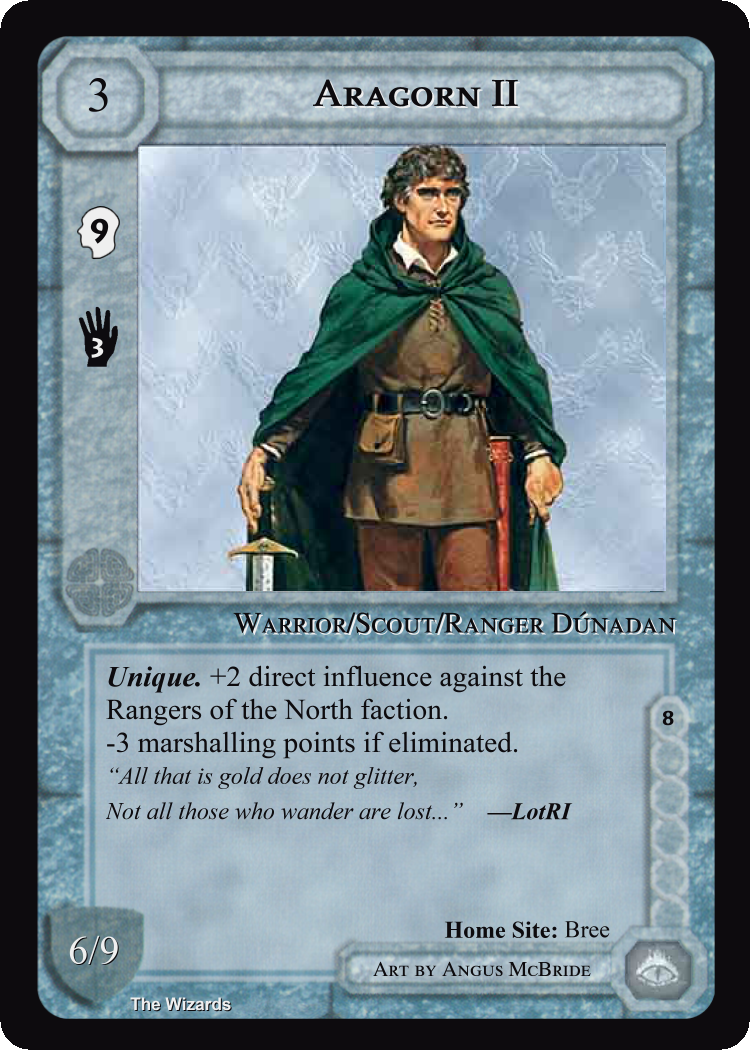 3
Aragorn II
9
3
Warrior/Scout/Ranger Dúnadan
Unique. +2 direct influence against the
Rangers of the North faction.
-3 marshalling points if eliminated.
“All that is gold does not glitter,
Not all those who wander are lost...” —LotRI
8
Home Site: Bree
6/9
Art by Angus McBride
The Wizards